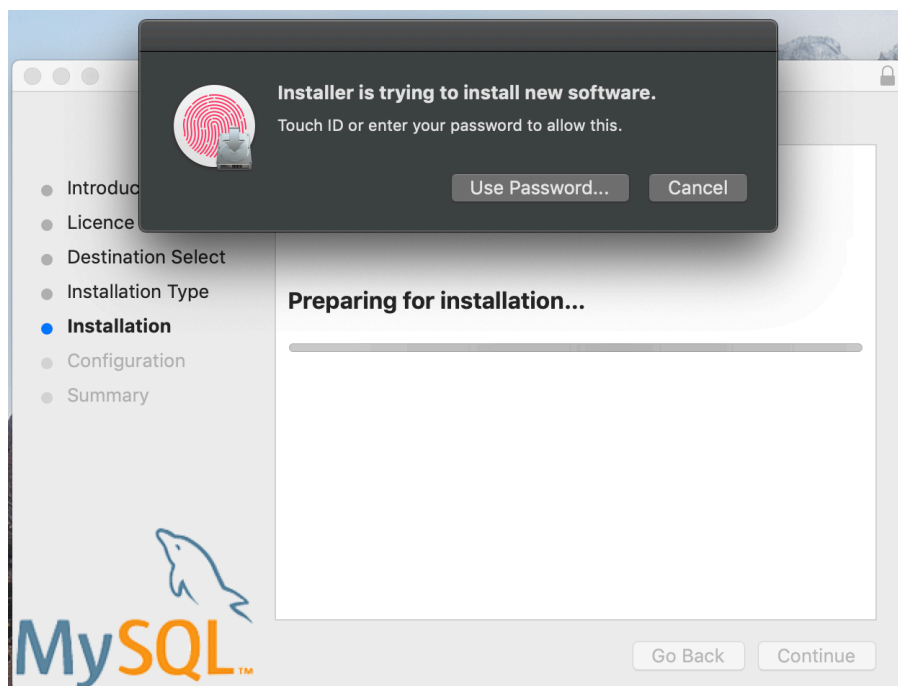 Installer is trying to install new software.
Touch ID or enter your password to allow this.
Use Password...
Cancel
Introduc
Licence
Destination Select
Installation Type
Installation
Configuration
Summary
Preparing for installation...
MySQL™
Go Back
Continue